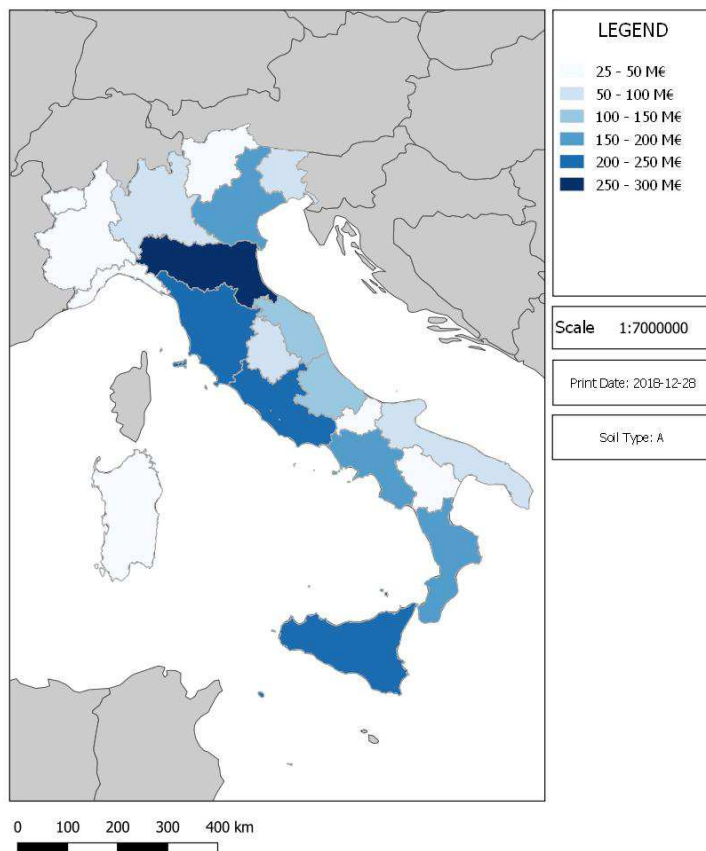 LEGEND
25 - 50 M€
50 - 100 M€
100 - 150 M€
150 - 200 M€
200 - 250 M€
250 - 300 M€
Scale 1:7000000
Print Date: 2018-12-28
Soil Type: A
0 100 200 300 400 km